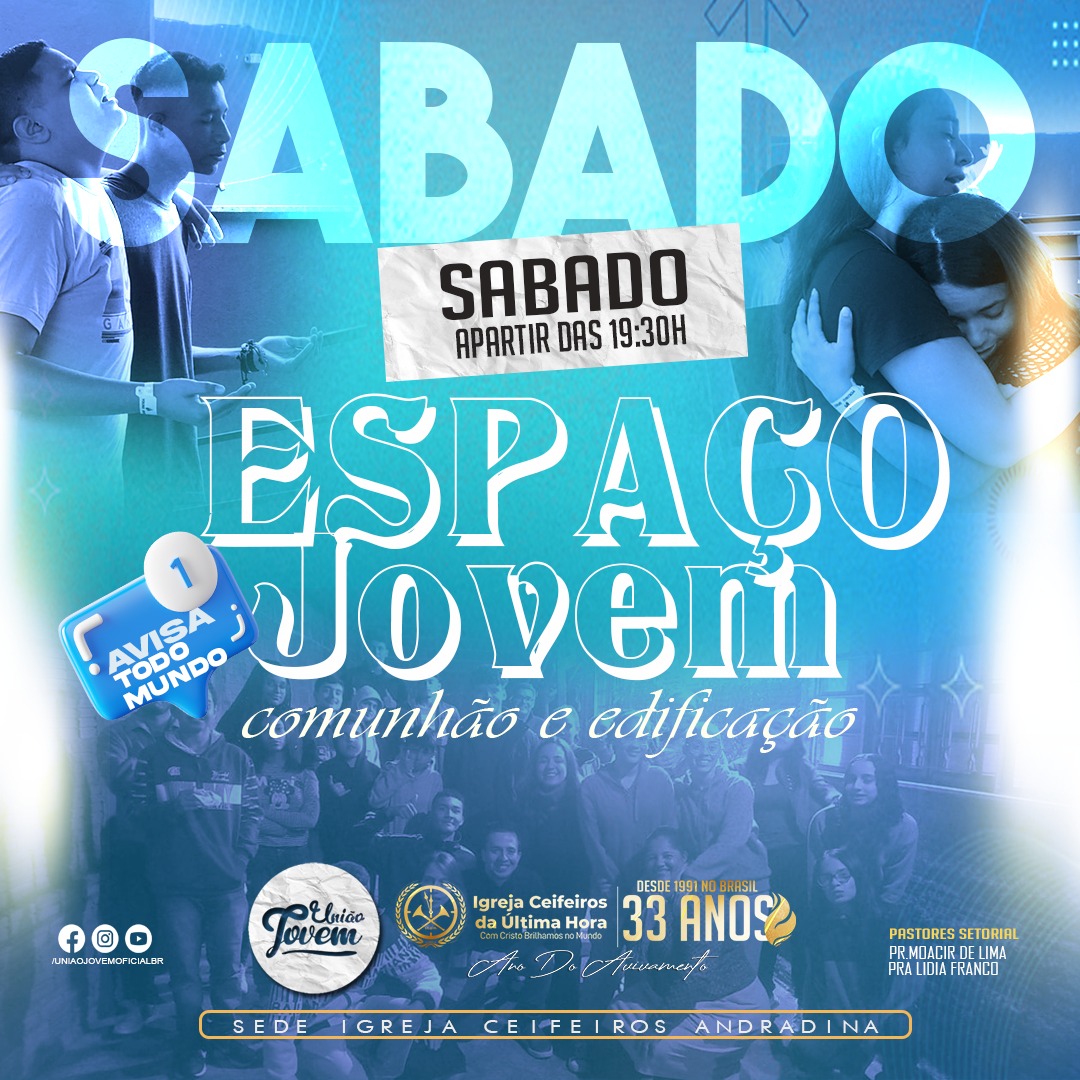 SABADO
SABADO
APARTIR DAS 19:30H
ESPAÇO
Jovem
1
AVISA
TODO
MUNDO
comunhão e edificação
União
Jovem
Igreja Ceifeiros
da Última Hora
Com Cristo Brilhamos no Mundo
DESDE 1991 NO BRASIL
33 ANOS
Ano Do Avivamento
/UNIAOJOVEMOFICIALBR
PASTORES SETORIAL
PR.MOACIR DE LIMA
PRA LIDIA FRANCO
SEDE IGREJA CEIFEIROS ANDRADINA